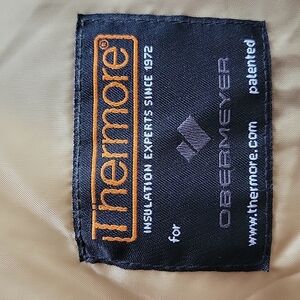 Thermore®
INSULATION EXPERTS SINCE 1972
for
OBERMEYER
www.thermore.com patented